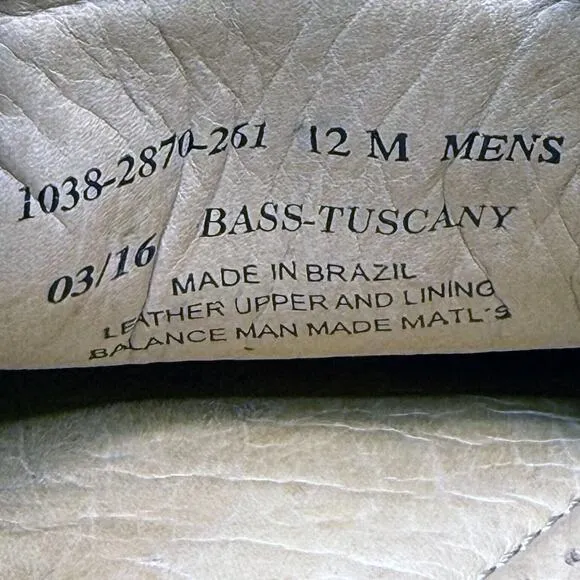 1038-2870-261 12 M MENS
03/16 BASS-TUSCANY
MADE IN BRAZIL
LEATHER UPPER AND LINING
BALANCE MAN MADE MATL'S